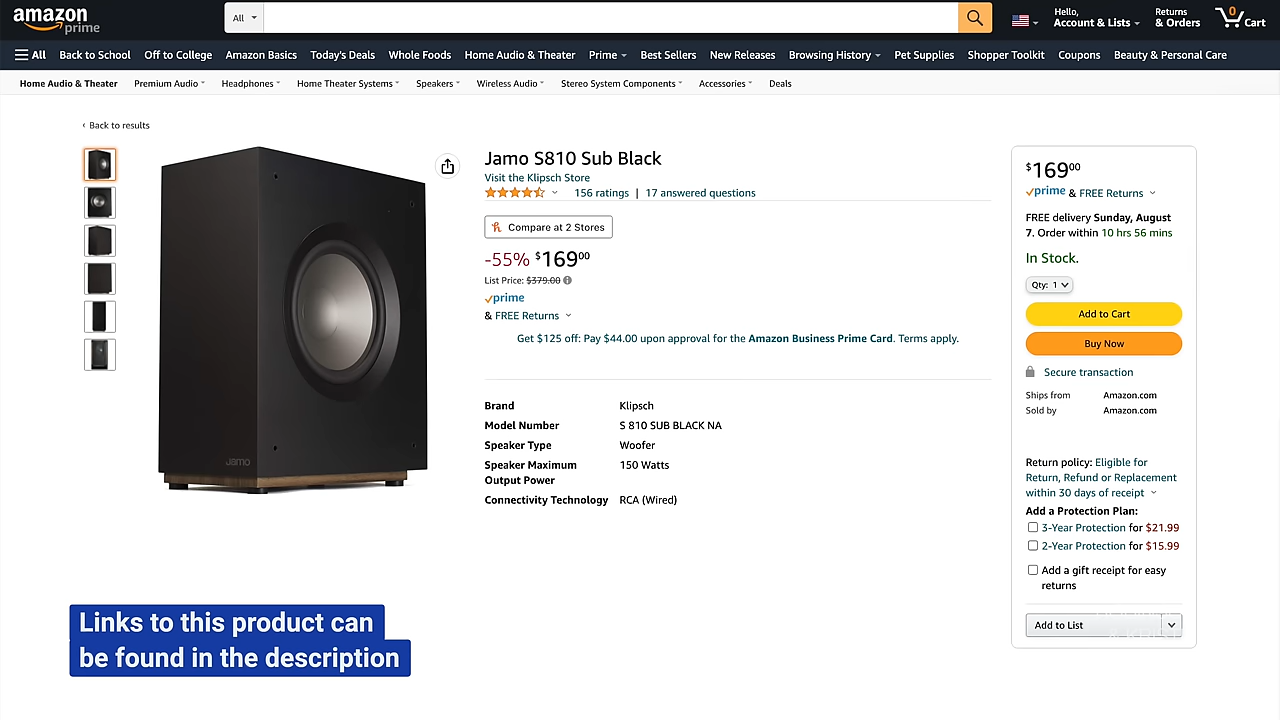 amazon
prime
All
Hello,
Account & Lists
Returns
& Orders
0
Cart
All
Back to School
Off to College
Amazon Basics
Today's Deals
Whole Foods
Home Audio & Theater
Prime
Best Sellers
New Releases
Browsing History
Pet Supplies
Shopper Toolkit
Coupons
Beauty & Personal Care
Home Audio & Theater
Premium Audio
Headphones
Home Theater Systems
Speakers
Wireless Audio
Stereo System Components
Accessories
Deals
‹ Back to results
Jamo
Jamo S810 Sub Black
Visit the Klipsch Store
156 ratings | 17 answered questions
Compare at 2 Stores
-55% $16900
List Price: $379.00
prime
& FREE Returns
Get $125 off: Pay $44.00 upon approval for the Amazon Business Prime Card. Terms apply.
Brand Klipsch
Model Number S 810 SUB BLACK NA
Speaker Type Woofer
Speaker Maximum 150 Watts
Output Power
Connectivity Technology RCA (Wired)
$16900
prime & FREE Returns
FREE delivery Sunday, August
7. Order within 10 hrs 56 mins
In Stock.
Qty: 1
Add to Cart
Buy Now
Secure transaction
Ships from Amazon.com
Sold by Amazon.com
Return policy: Eligible for
Return, Refund or Replacement
within 30 days of receipt
Add a Protection Plan:
3-Year Protection for $21.99
2-Year Protection for $15.99
Add a gift receipt for easy
returns
Add to List
Links to this product can
be found in the description